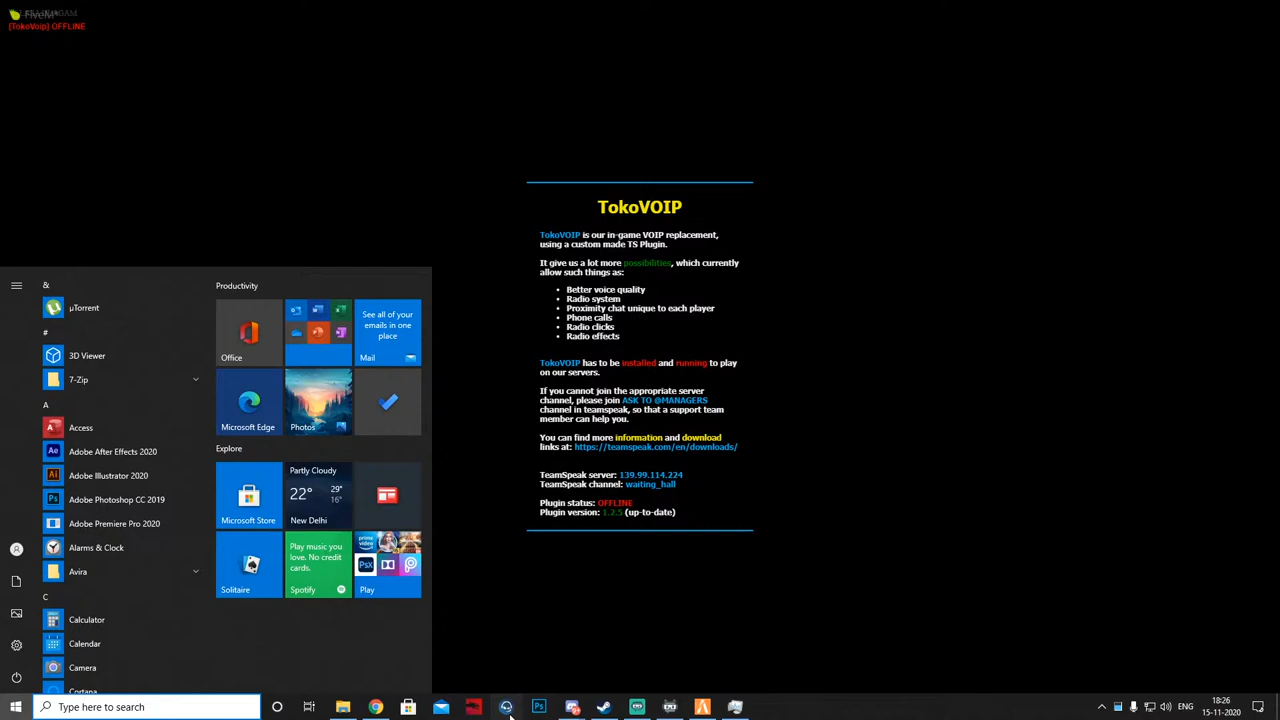 FiveM®
[TokoVoip] OFFLINE
TokoVOIP
TokoVOIP is our in-game VOIP replacement,
using a custom made TS Plugin.
It give us a lot more possibilities, which currently
allow such things as:
Better voice quality
Radio system
Proximity chat unique to each player
Phone calls
Radio clicks
Radio effects
TokoVOIP has to be installed and running to play
on our servers.
If you cannot join the appropriate server
channel, please join ASK TO @MANAGERS
channel in teamspeak, so that a support team
member can help you.
You can find more information and download
links at: https://teamspeak.com/en/downloads/
TeamSpeak server: 139.99.114.224
TeamSpeak channel: waiting_hall
Plugin status: OFFLINE
Plugin version: 1.2.5 (up-to-date)
&
µTorrent
#
3D Viewer
7-Zip
A
Access
Adobe After Effects 2020
Adobe Illustrator 2020
Adobe Photoshop CC 2019
Adobe Premiere Pro 2020
Alarms & Clock
Avira
C
Calculator
Calendar
Camera
Cortana
Productivity
Office
See all of your
emails in one
place
Mail
Microsoft Edge
Photos
Explore
Microsoft Store
Partly Cloudy
22° 29°
16°
New Delhi
Solitaire
Play music you
love. No credit
cards.
Spotify
prime
video
PsX
Play
Type here to search
Ps
ENG
18:26
15-11-2020